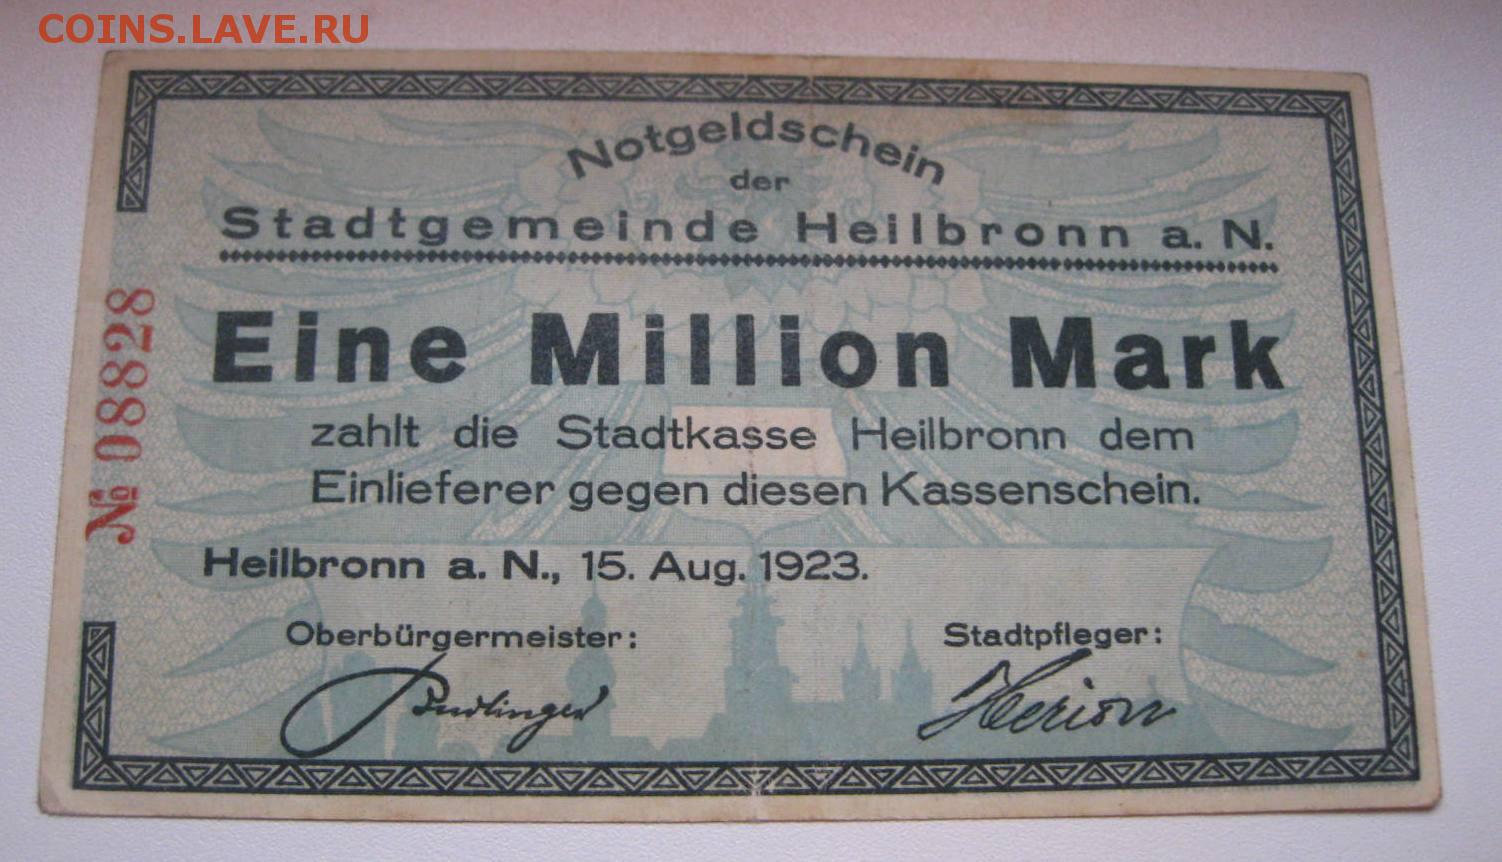 COINS.LAVE.RU
Notgeldschein
der
Stadtgemeinde Heilbronn a. N.
Eine Million Mark
zahlt die Stadtkasse Heilbronn dem
Einlieferer gegen diesen Kassenschein.
Heilbronn a. N., 15. Aug. 1923.
Oberbürgermeister:
Stadtpfleger:
Herion
№ 08828